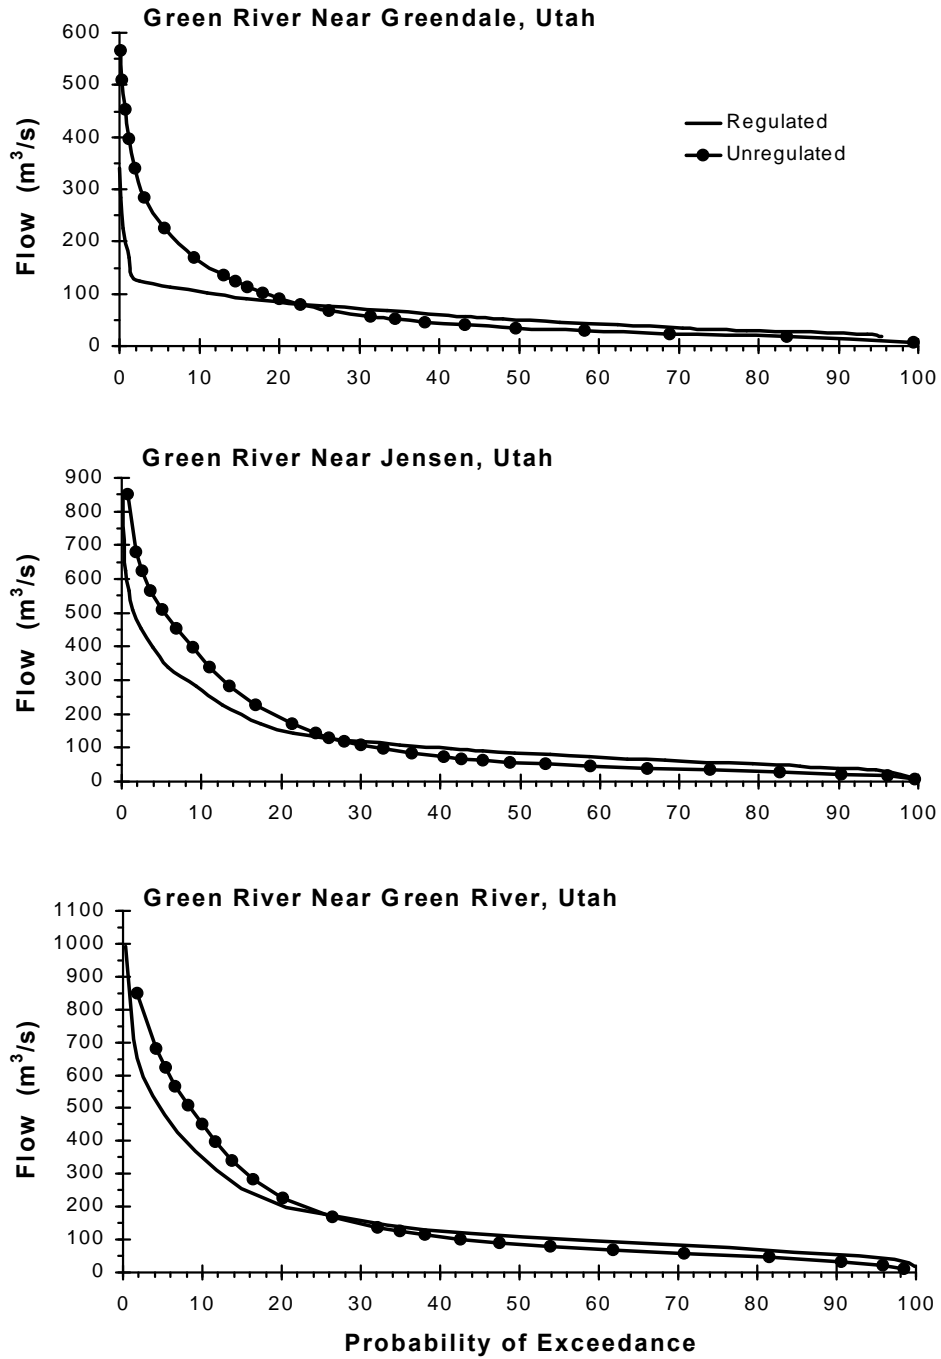 Green River Near Greendale, Utah
600
500
400
300
200
100
0
Flow (m³/s)
Regulated
Unregulated
0 10 20 30 40 50 60 70 80 90 100
Green River Near Jensen, Utah
900
800
700
600
500
400
300
200
100
0
Flow (m³/s)
0 10 20 30 40 50 60 70 80 90 100
Green River Near Green River, Utah
1100
1000
900
800
700
600
500
400
300
200
100
0
Flow (m³/s)
0 10 20 30 40 50 60 70 80 90 100
Probability of Exceedance